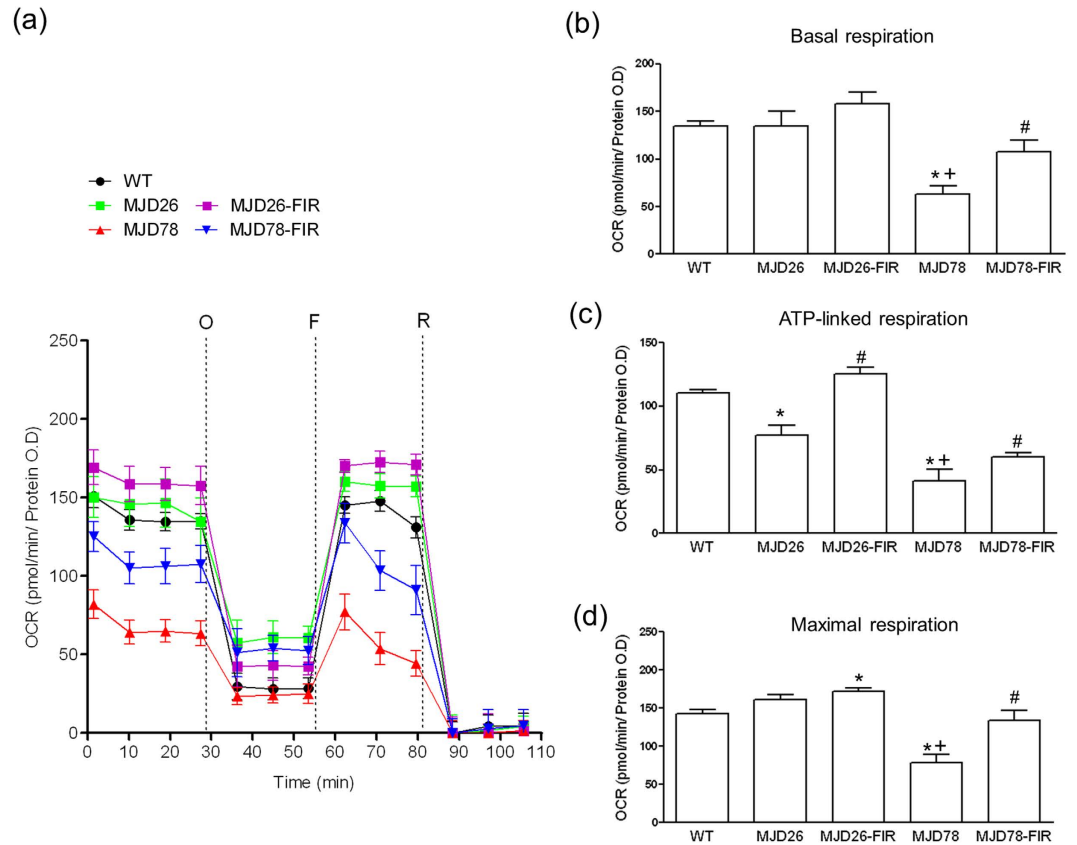 (a)
WT
MJD26
MJD26-FIR
MJD78
MJD78-FIR
O F R
OCR (pmol/min/ Protein O.D)
250
200
150
100
50
0
0 10 20 30 40 50 60 70 80 90 100 110
Time (min)
(b)
Basal respiration
OCR (pmol/min/ Protein O.D)
200
150
100
50
0
*+
#
WT MJD26 MJD26-FIR MJD78 MJD78-FIR
(c)
ATP-linked respiration
OCR (pmol/min/ Protein O.D)
150
100
50
0
*
#
*+
#
WT MJD26 MJD26-FIR MJD78 MJD78-FIR
(d)
Maximal respiration
OCR (pmol/min/ Protein O.D)
250
200
150
100
50
0
*
*+
#
WT MJD26 MJD26-FIR MJD78 MJD78-FIR